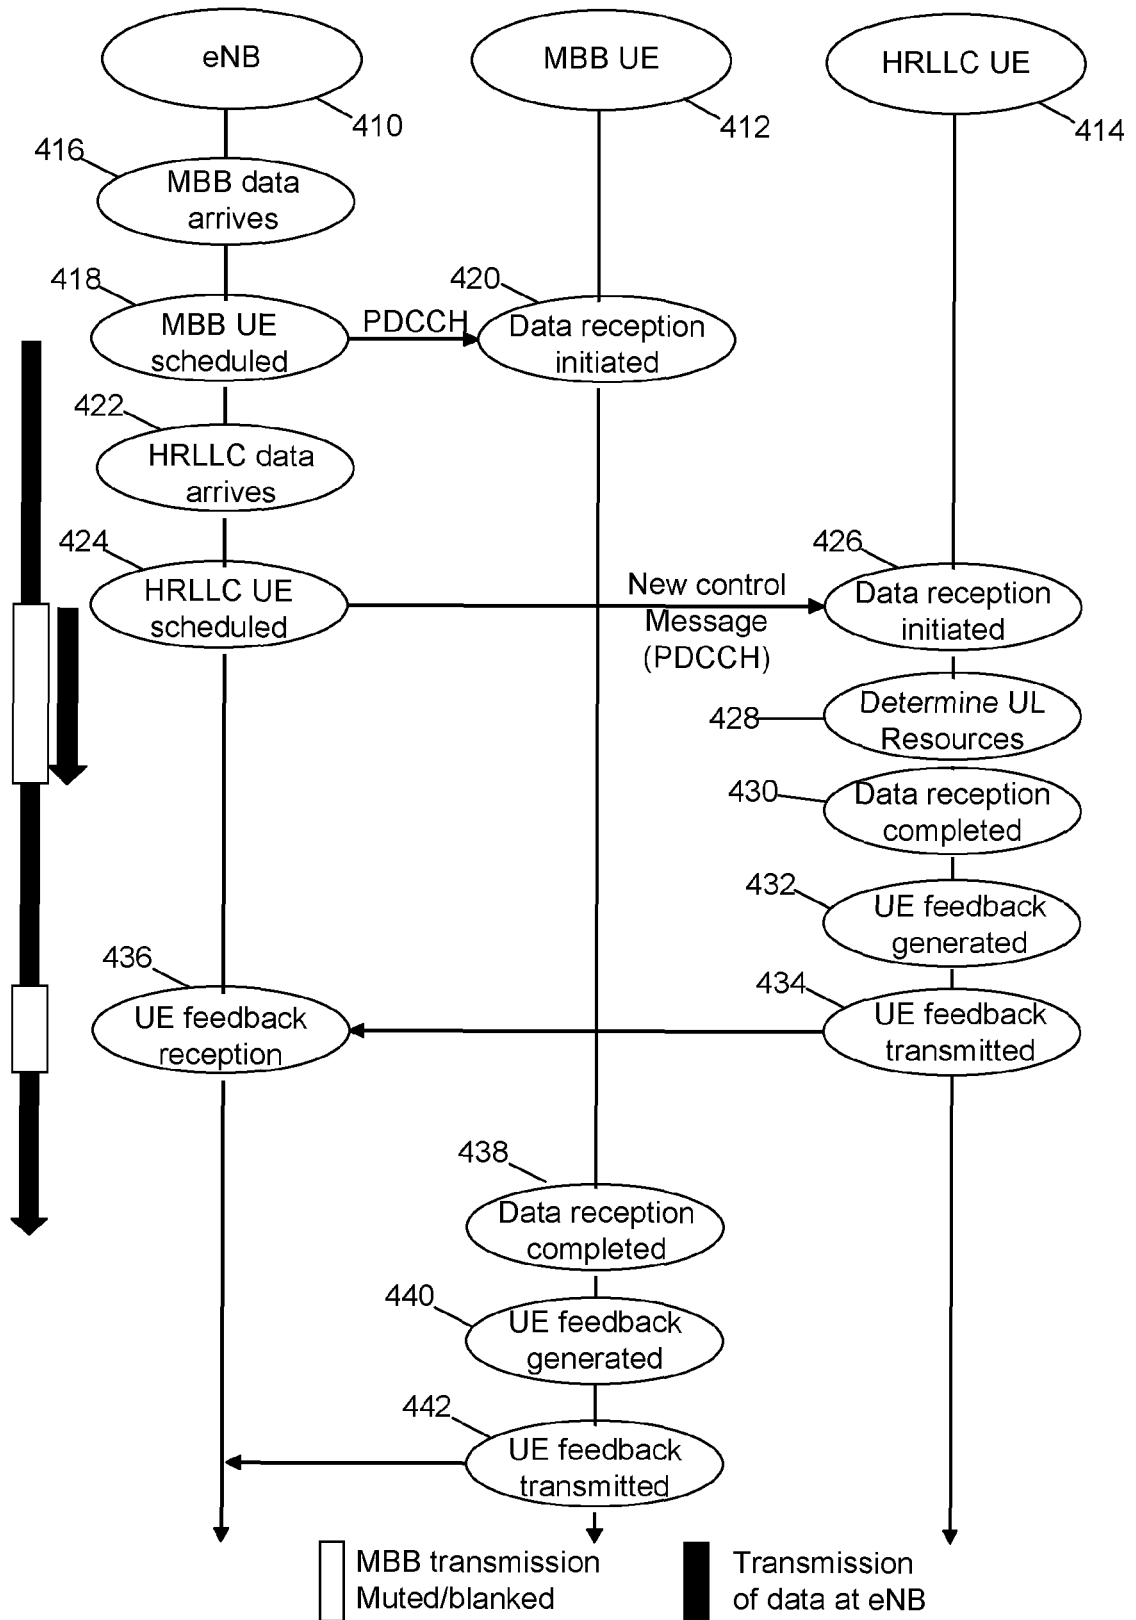 eNB
MBB UE
HRLLC UE
410
412
414
416
MBB data
arrives
418
420
MBB UE
scheduled
PDCCH
Data reception
initiated
422
HRLLC data
arrives
424
426
HRLLC UE
scheduled
New control
Message
(PDCCH)
Data reception
initiated
428
Determine UL
Resources
430
Data reception
completed
432
UE feedback
generated
436
434
UE feedback
reception
UE feedback
transmitted
438
Data reception
completed
440
UE feedback
generated
442
UE feedback
transmitted
MBB transmission
Muted/blanked
Transmission
of data at eNB